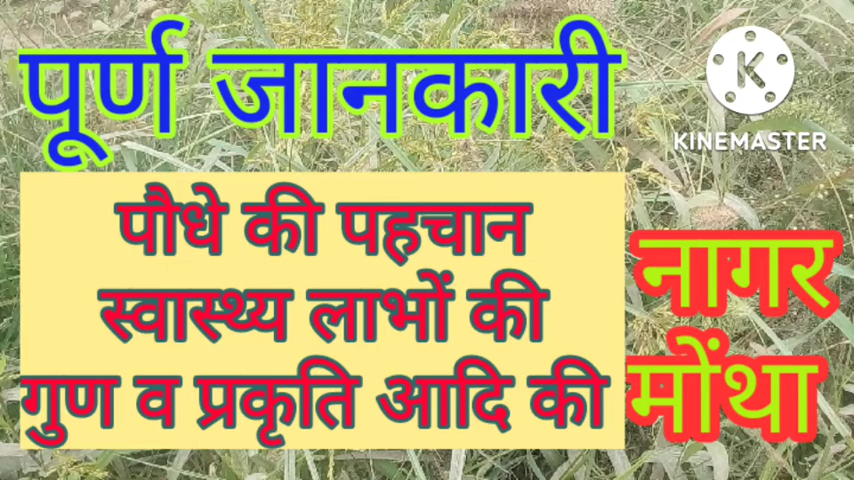 पूर्ण जानकारी
KINEMASTER
पौधे की पहचान
स्वास्थ्य लाभों की
गुण व प्रकृति आदि की
नागर
मोंथा